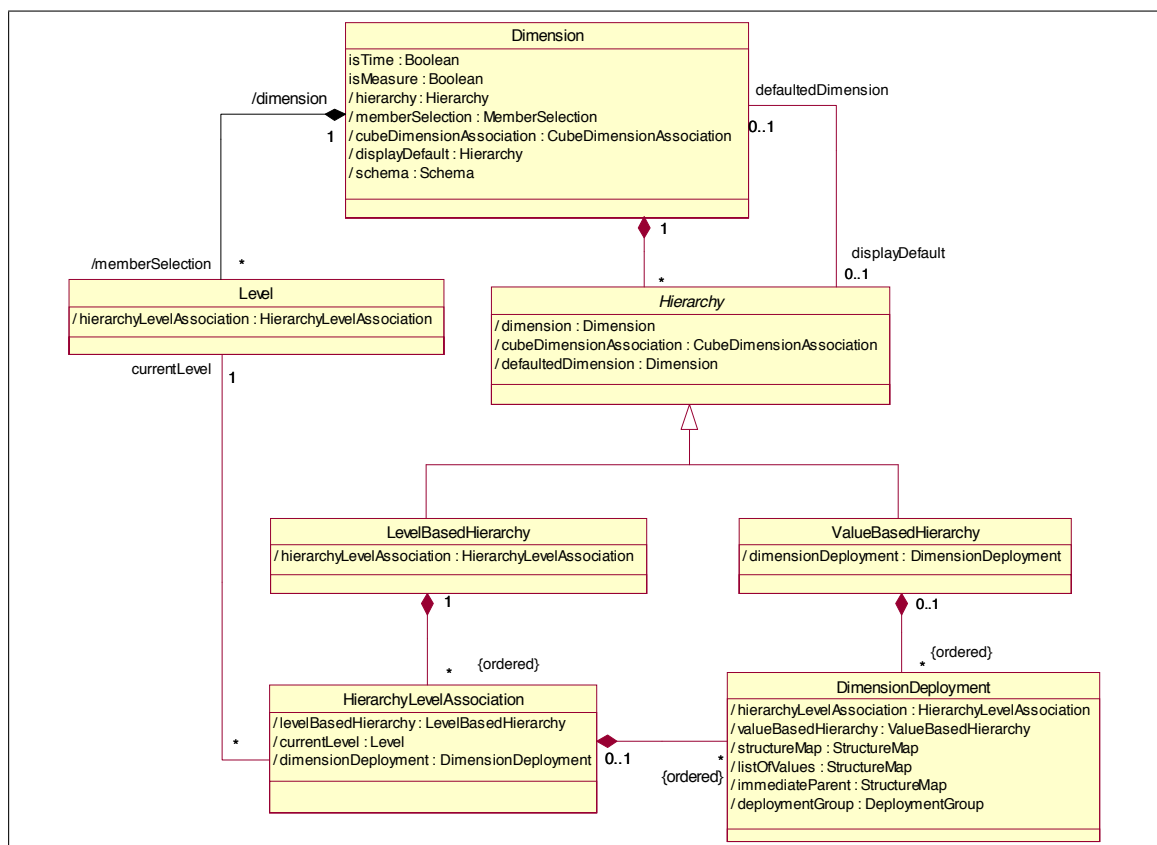 Dimension
isTime : Boolean
isMeasure : Boolean
/ hierarchy : Hierarchy
/ memberSelection : MemberSelection
/ cubeDimensionAssociation : CubeDimensionAssociation
/ displayDefault : Hierarchy
/ schema : Schema
/dimension
1
defaultedDimension
0..1
1
displayDefault
0..1
/memberSelection
*
*
Level
/ hierarchyLevelAssociation : HierarchyLevelAssociation
Hierarchy
/ dimension : Dimension
/ cubeDimensionAssociation : CubeDimensionAssociation
/ defaultedDimension : Dimension
currentLevel
1
LevelBasedHierarchy
/ hierarchyLevelAssociation : HierarchyLevelAssociation
ValueBasedHierarchy
/ dimensionDeployment : DimensionDeployment
1
0..1
* {ordered}
* {ordered}
HierarchyLevelAssociation
/ levelBasedHierarchy : LevelBasedHierarchy
/ currentLevel : Level
/ dimensionDeployment : DimensionDeployment
*
0..1
*
{ordered}
DimensionDeployment
/ hierarchyLevelAssociation : HierarchyLevelAssociation
/ valueBasedHierarchy : ValueBasedHierarchy
/ structureMap : StructureMap
/ listOfValues : StructureMap
/ immediateParent : StructureMap
/ deploymentGroup : DeploymentGroup